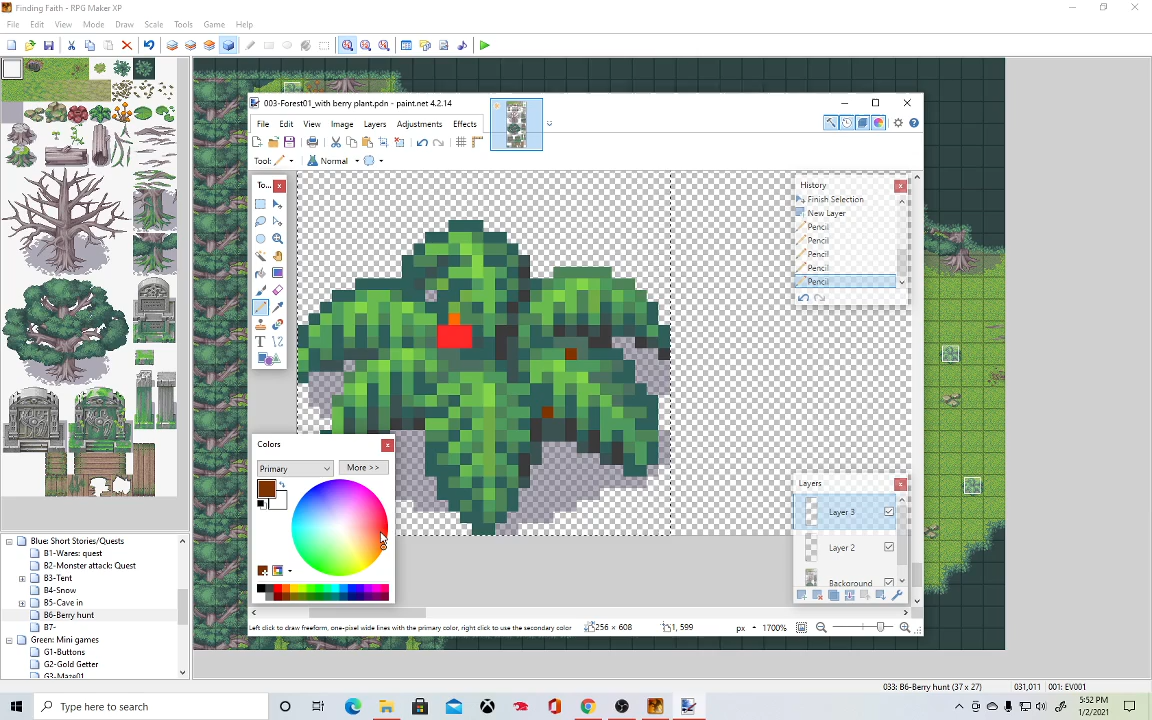 Finding Faith - RPG Maker XP
File Edit View Mode Draw Scale Tools Game Help
003-Forest01_with berry plant.pdn - paint.net 4.2.14
File Edit View Image Layers Adjustments Effects
Tool: Normal
To...
History
Finish Selection
New Layer
Pencil
Pencil
Pencil
Pencil
Pencil
Colors
Primary More >>
Layers
Layer 3
Layer 2
Background
Left click to draw freeform, one-pixel wide lines with the primary color, right click to use the secondary color 256 × 608 1, 599 px 1700%
Blue: Short Stories/Quests
B1-Wares: quest
B2-Monster attack: Quest
B3-Tent
B4-Snow
B5-Cave in
B6-Berry hunt
B7-
Green: Mini games
G1-Buttons
G2-Gold Getter
G3-Maze01
033: B6-Berry hunt (37 x 27) 031,011 001: EV001
Type here to search
5:52 PM
1/2/2021